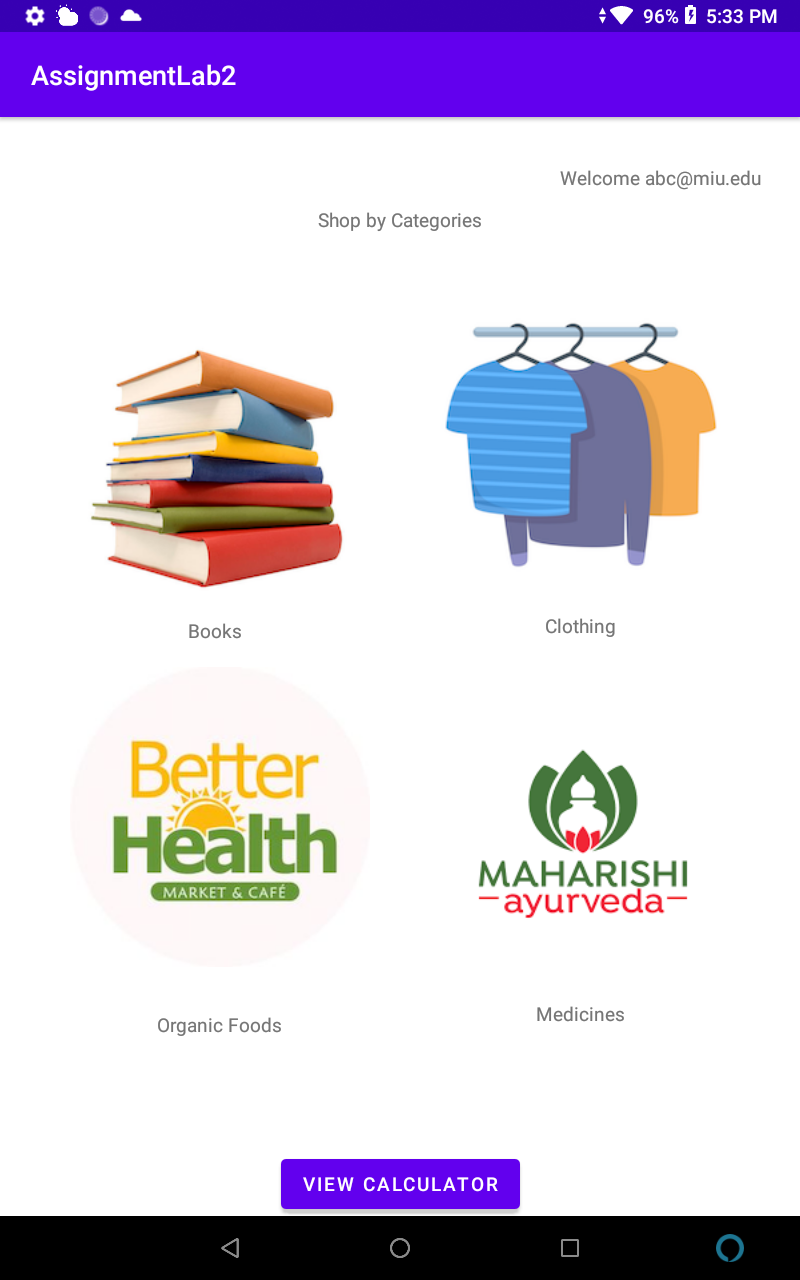 96% 5:33 PM
AssignmentLab2
Welcome abc@miu.edu
Shop by Categories
Books
Clothing
Better
Health
MARKET & CAFÉ
MAHARISHI
ayurveda
Organic Foods
Medicines
VIEW CALCULATOR